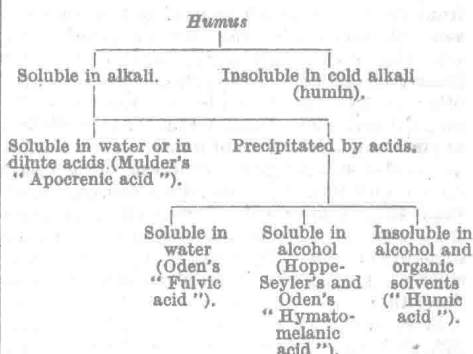 Humus
Soluble in alkali.
Insoluble in cold alkali
(humin).
Soluble in water or in
dilute acids (Mulder's
“ Apocrenic acid ”).
Precipitated by acids.
Soluble in
water
(Oden's
“ Fulvic
acid ”).
Soluble in
alcohol
(Hoppe-
Seyler's and
Oden's
“ Hymato-
melanic
acid ”).
Insoluble in
alcohol and
organic
solvents
(“ Humic
acid ”).